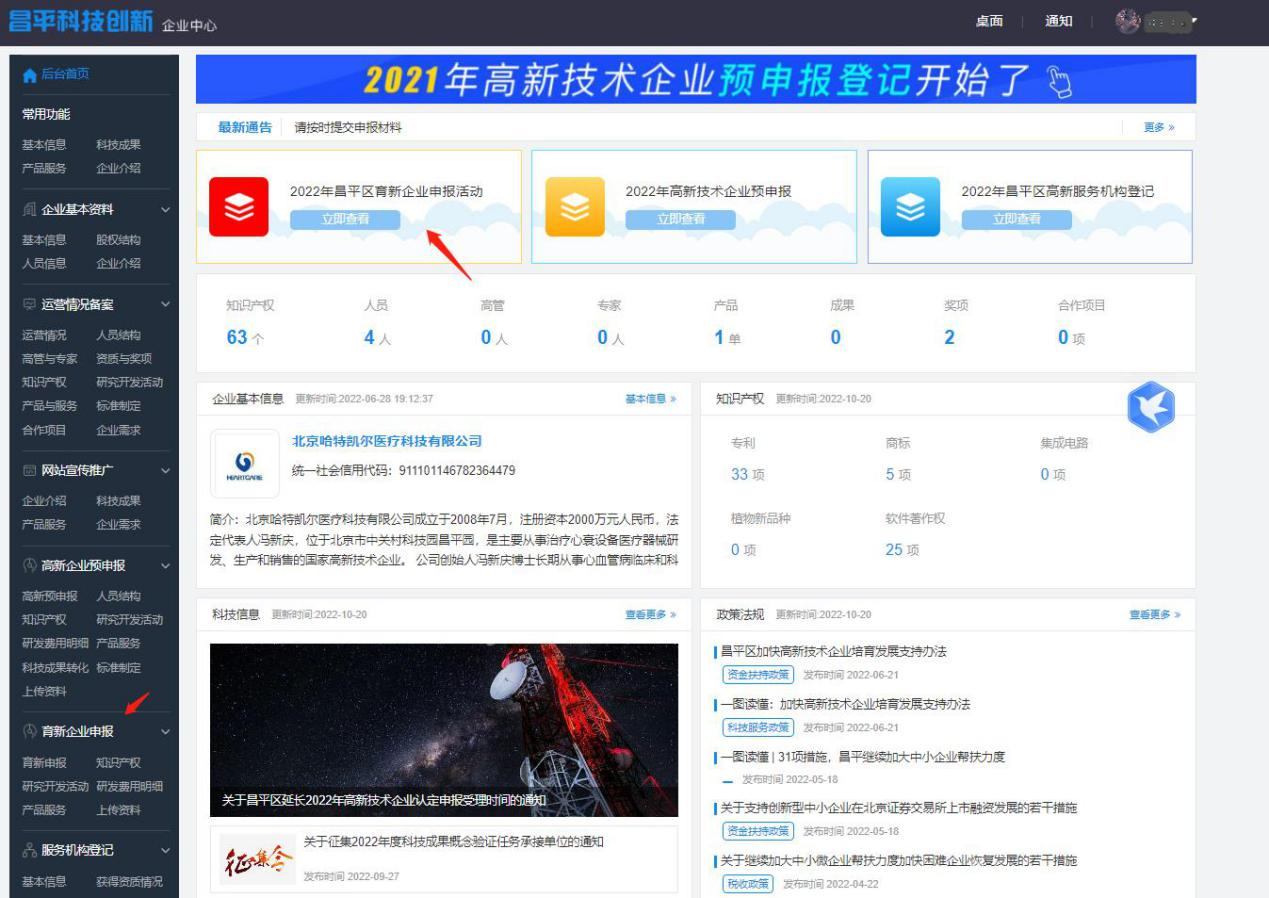 昌平科技创新 企业中心
桌面 通知
后台首页
常用功能
基本信息 科技成果
产品服务 企业介绍
企业基本资料
基本信息 股权结构
人员信息 企业介绍
运营情况备案
运营情况 人员结构
高管与专家 资质与奖项
知识产权 研究开发活动
产品与服务 标准制定
合作项目 企业需求
网站宣传推广
企业介绍 科技成果
产品服务 企业需求
高新企业预申报
高新预申报 人员结构
知识产权 研究开发活动
研发费用明细 产品服务
科技成果转化 标准制定
上传资料
育新企业申报
育新申报 知识产权
研究开发活动 研发费用明细
产品服务 上传资料
服务机构登记
基本信息 获得资质情况
2021年高新技术企业预申报登记开始了
最新通告 请按时提交申报材料 更多 »
2022年昌平区育新企业申报活动
立即查看
2022年高新技术企业预申报
立即查看
2022年昌平区高新服务机构登记
立即查看
知识产权 人员 高管 专家 产品 成果 奖项 合作项目
63 个 4 人 0 人 0 人 1 单 0 2 0 项
企业基本信息 更新时间:2022-06-28 19:12:37 基本信息 »
HEARTCARE
北京哈特凯尔医疗科技有限公司
统一社会信用代码：911101146782364479
简介：北京哈特凯尔医疗科技有限公司成立于2008年7月，注册资本2000万元人民币，法
定代表人冯新庆，位于北京市中关村科技园昌平园，是主要从事治疗心衰设备医疗器械研
发、生产和销售的国家高新技术企业。 公司创始人冯新庆博士长期从事心血管病临床和科
知识产权 更新时间:2022-10-20
专利 商标 集成电路
33 项 5 项 0 项
植物新品种 软件著作权
0 项 25 项
科技信息 更新时间:2022-10-20 查看更多 »
关于昌平区延长2022年高新技术企业认定申报受理时间的通知
征集令
关于征集2022年度科技成果概念验证任务承接单位的通知
发布时间 2022-09-27
政策法规 更新时间:2022-10-20 查看更多 »
昌平区加快高新技术企业培育发展支持办法
资金扶持政策 发布时间 2022-06-21
一图读懂：加快高新技术企业培育发展支持办法
科技服务政策 发布时间 2022-06-21
一图读懂 | 31项措施，昌平继续加大中小企业帮扶力度
发布时间 2022-05-18
关于支持创新型中小企业在北京证券交易所上市融资发展的若干措施
资金扶持政策 发布时间 2022-05-18
关于继续加大中小微企业帮扶力度加快困难企业恢复发展的若干措施
税收政策 发布时间 2022-04-22